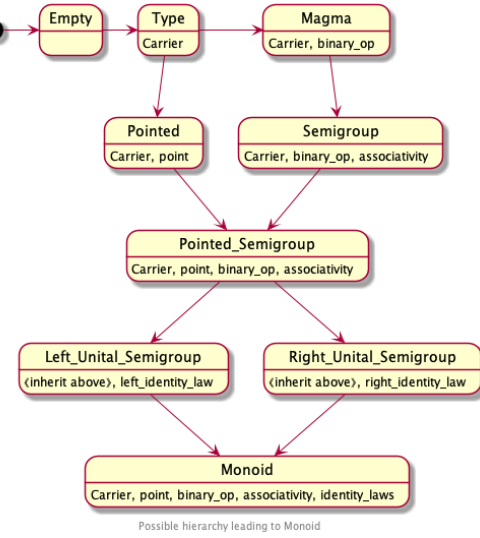 Empty
Type
Carrier
Magma
Carrier, binary_op
Pointed
Carrier, point
Semigroup
Carrier, binary_op, associativity
Pointed_Semigroup
Carrier, point, binary_op, associativity
Left_Unital_Semigroup
⟪inherit above⟫, left_identity_law
Right_Unital_Semigroup
⟪inherit above⟫, right_identity_law
Monoid
Carrier, point, binary_op, associativity, identity_laws
Possible hierarchy leading to Monoid